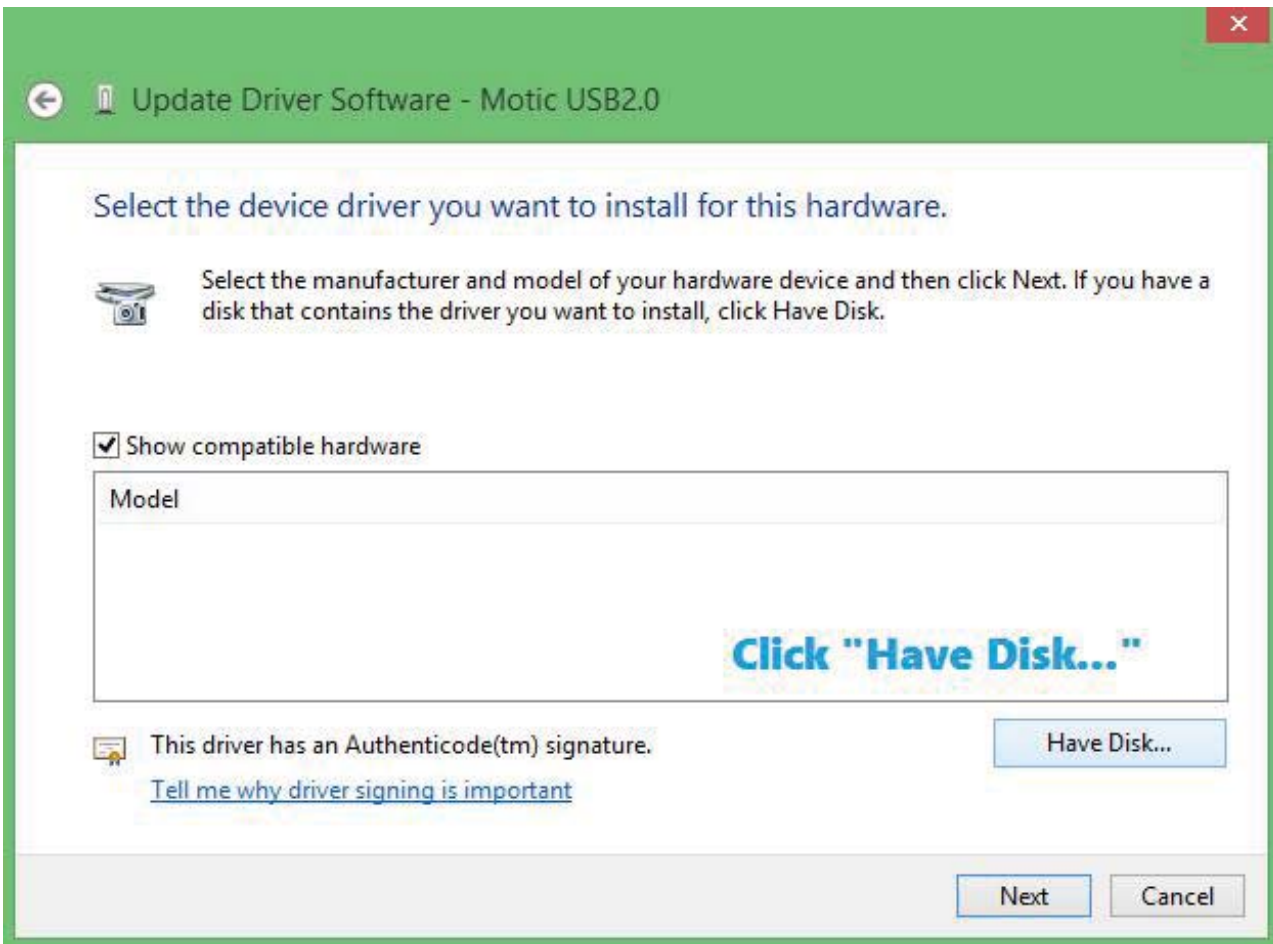 Update Driver Software - Motic USB2.0
Select the device driver you want to install for this hardware.
Select the manufacturer and model of your hardware device and then click Next. If you have a
disk that contains the driver you want to install, click Have Disk.
Show compatible hardware
Model
Click "Have Disk..."
This driver has an Authenticode(tm) signature.
Have Disk...
Tell me why driver signing is important
Next
Cancel